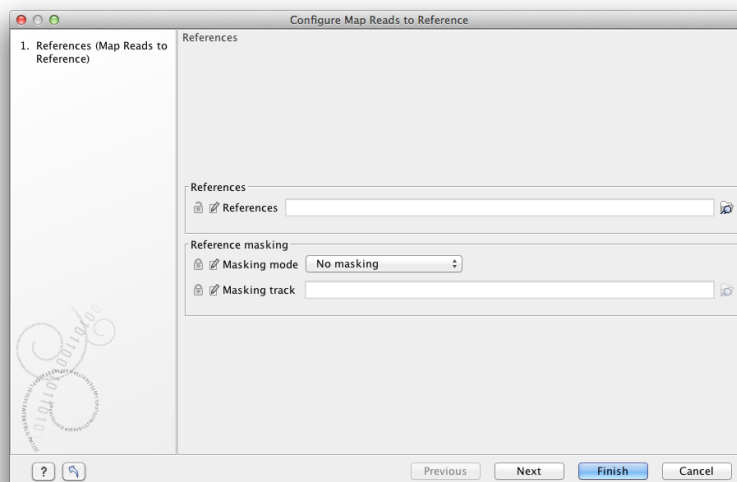 Configure Map Reads to Reference
1. References (Map Reads to
Reference)
References
References
References
Reference masking
Masking mode No masking
Masking track
? Previous Next Finish Cancel